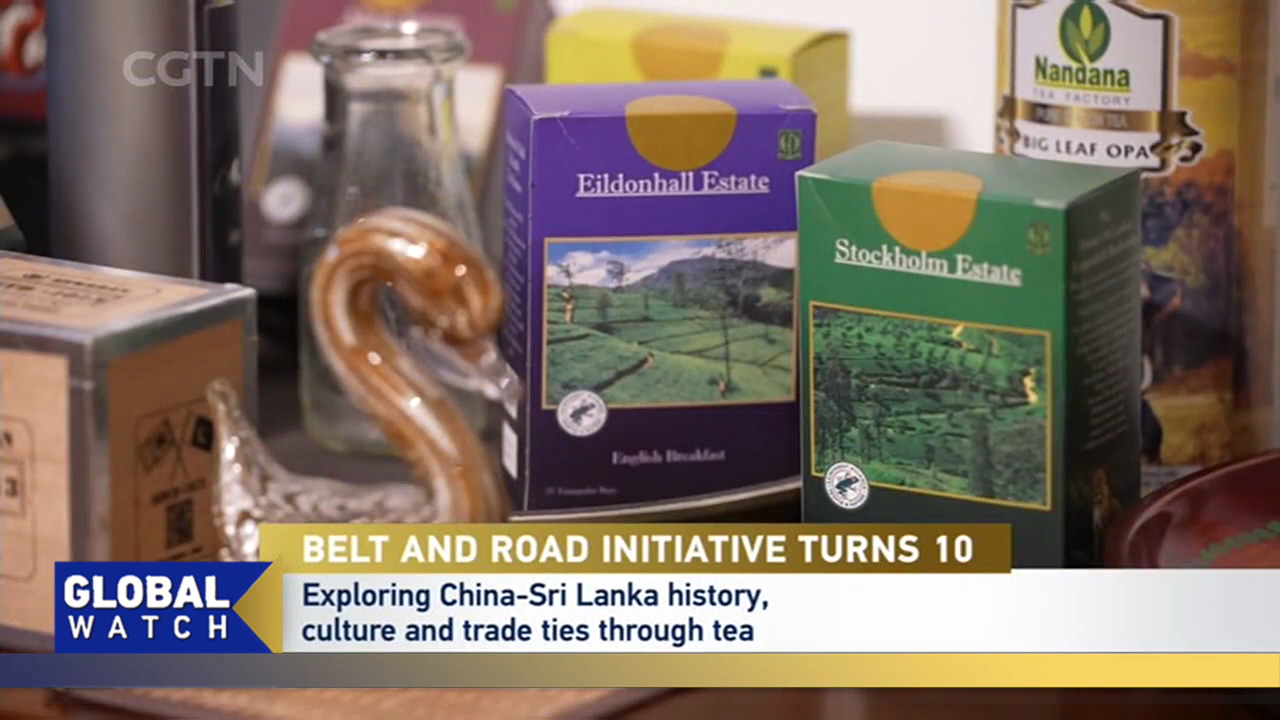 CGTN
Nandana
TEA FACTORY
BIG LEAF OPA
Eildonhall Estate
Stockholm Estate
English Breakfast
BELT AND ROAD INITIATIVE TURNS 10
GLOBAL
WATCH
Exploring China-Sri Lanka history,
culture and trade ties through tea